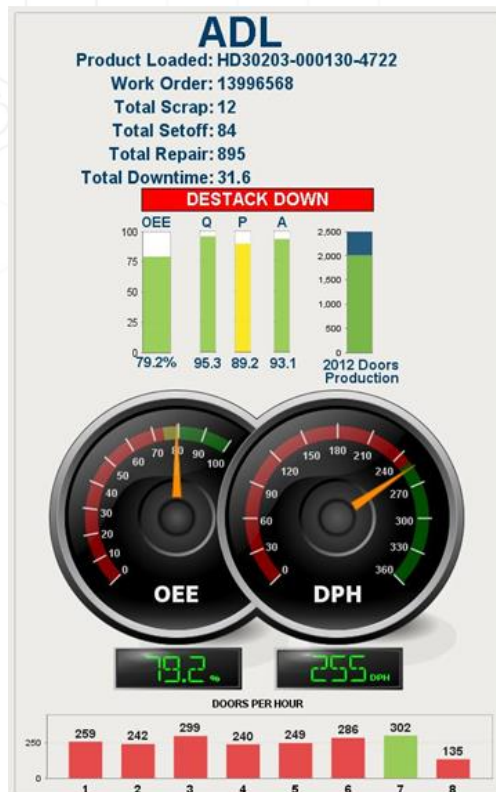 ADL
Product Loaded: HD30203-000130-4722
Work Order: 13996568
Total Scrap: 12
Total Setoff: 84
Total Repair: 895
Total Downtime: 31.6
DESTACK DOWN
OEE Q P A
100 2,500
75 2,000
1,500
50
1,000
25
500
0 0
79.2% 95.3 89.2 93.1 2012 Doors
Production
0 10 20 30 40 50 60 70 80 90 100
OEE
0 30 60 90 120 150 180 210 240 270 300 330 360
DPH
79.2 %
255 DPH
DOORS PER HOUR
259 242 299 240 249 286 302 135
250
0
1 2 3 4 5 6 7 8